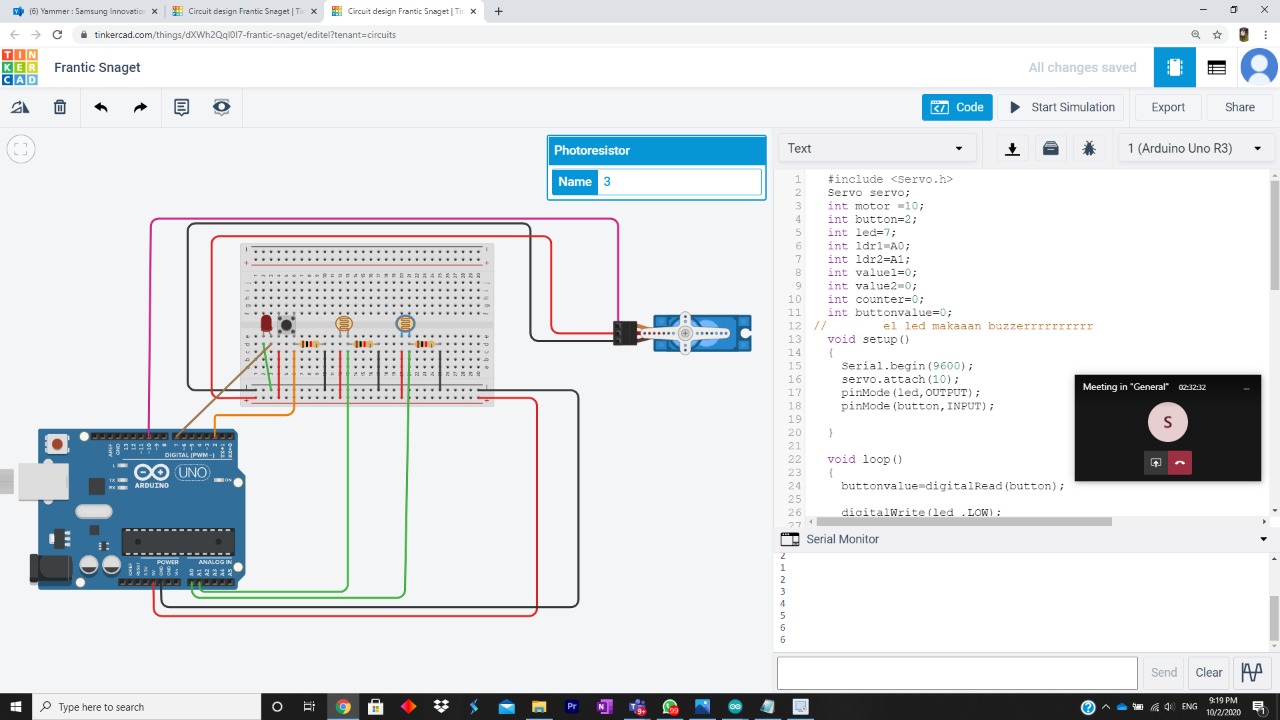 (6) Yammer : Samsung Innovation
Circuit design Frantic Snaget | Tin
Circuit design Frantic Snaget | Tin
tinkercad.com/things/dXWh2Qql0I7-frantic-snaget/editel?tenant=circuits
TIN
KER
CAD
Frantic Snaget
All changes saved
Code
Start Simulation
Export
Share
Photoresistor
Name 3
Text
1 (Arduino Uno R3)
1 #include <Servo.h>
2 Servo servo;
3 int motor =10;
4 int button=2;
5 int led=7;
6 int ldr1=A0;
7 int ldr2=A1;
8 int value1=0;
9 int value2=0;
10 int counter=0;
11 int buttonvalue=0;
12 // el led makaaan buzzerrrrrrrrrr
13 void setup()
14 {
15 Serial.begin(9600);
16 servo.attach(10);
17 pinMode(led,OUTPUT);
18 pinMode(button,INPUT);
19
20 }
21
22 void loop()
23 {
24 buttonvalue=digitalRead(button);
25
26 digitalWrite(led ,LOW);
27
Meeting in "General" 02:32:32
S
DIGITAL (PWM ~)
UNO
ARDUINO
ON
POWER
ANALOG IN
Serial Monitor
2
1
2
3
4
5
6
6
Send
Clear
Type here to search
ENG
9:19 PM
10/2/2020